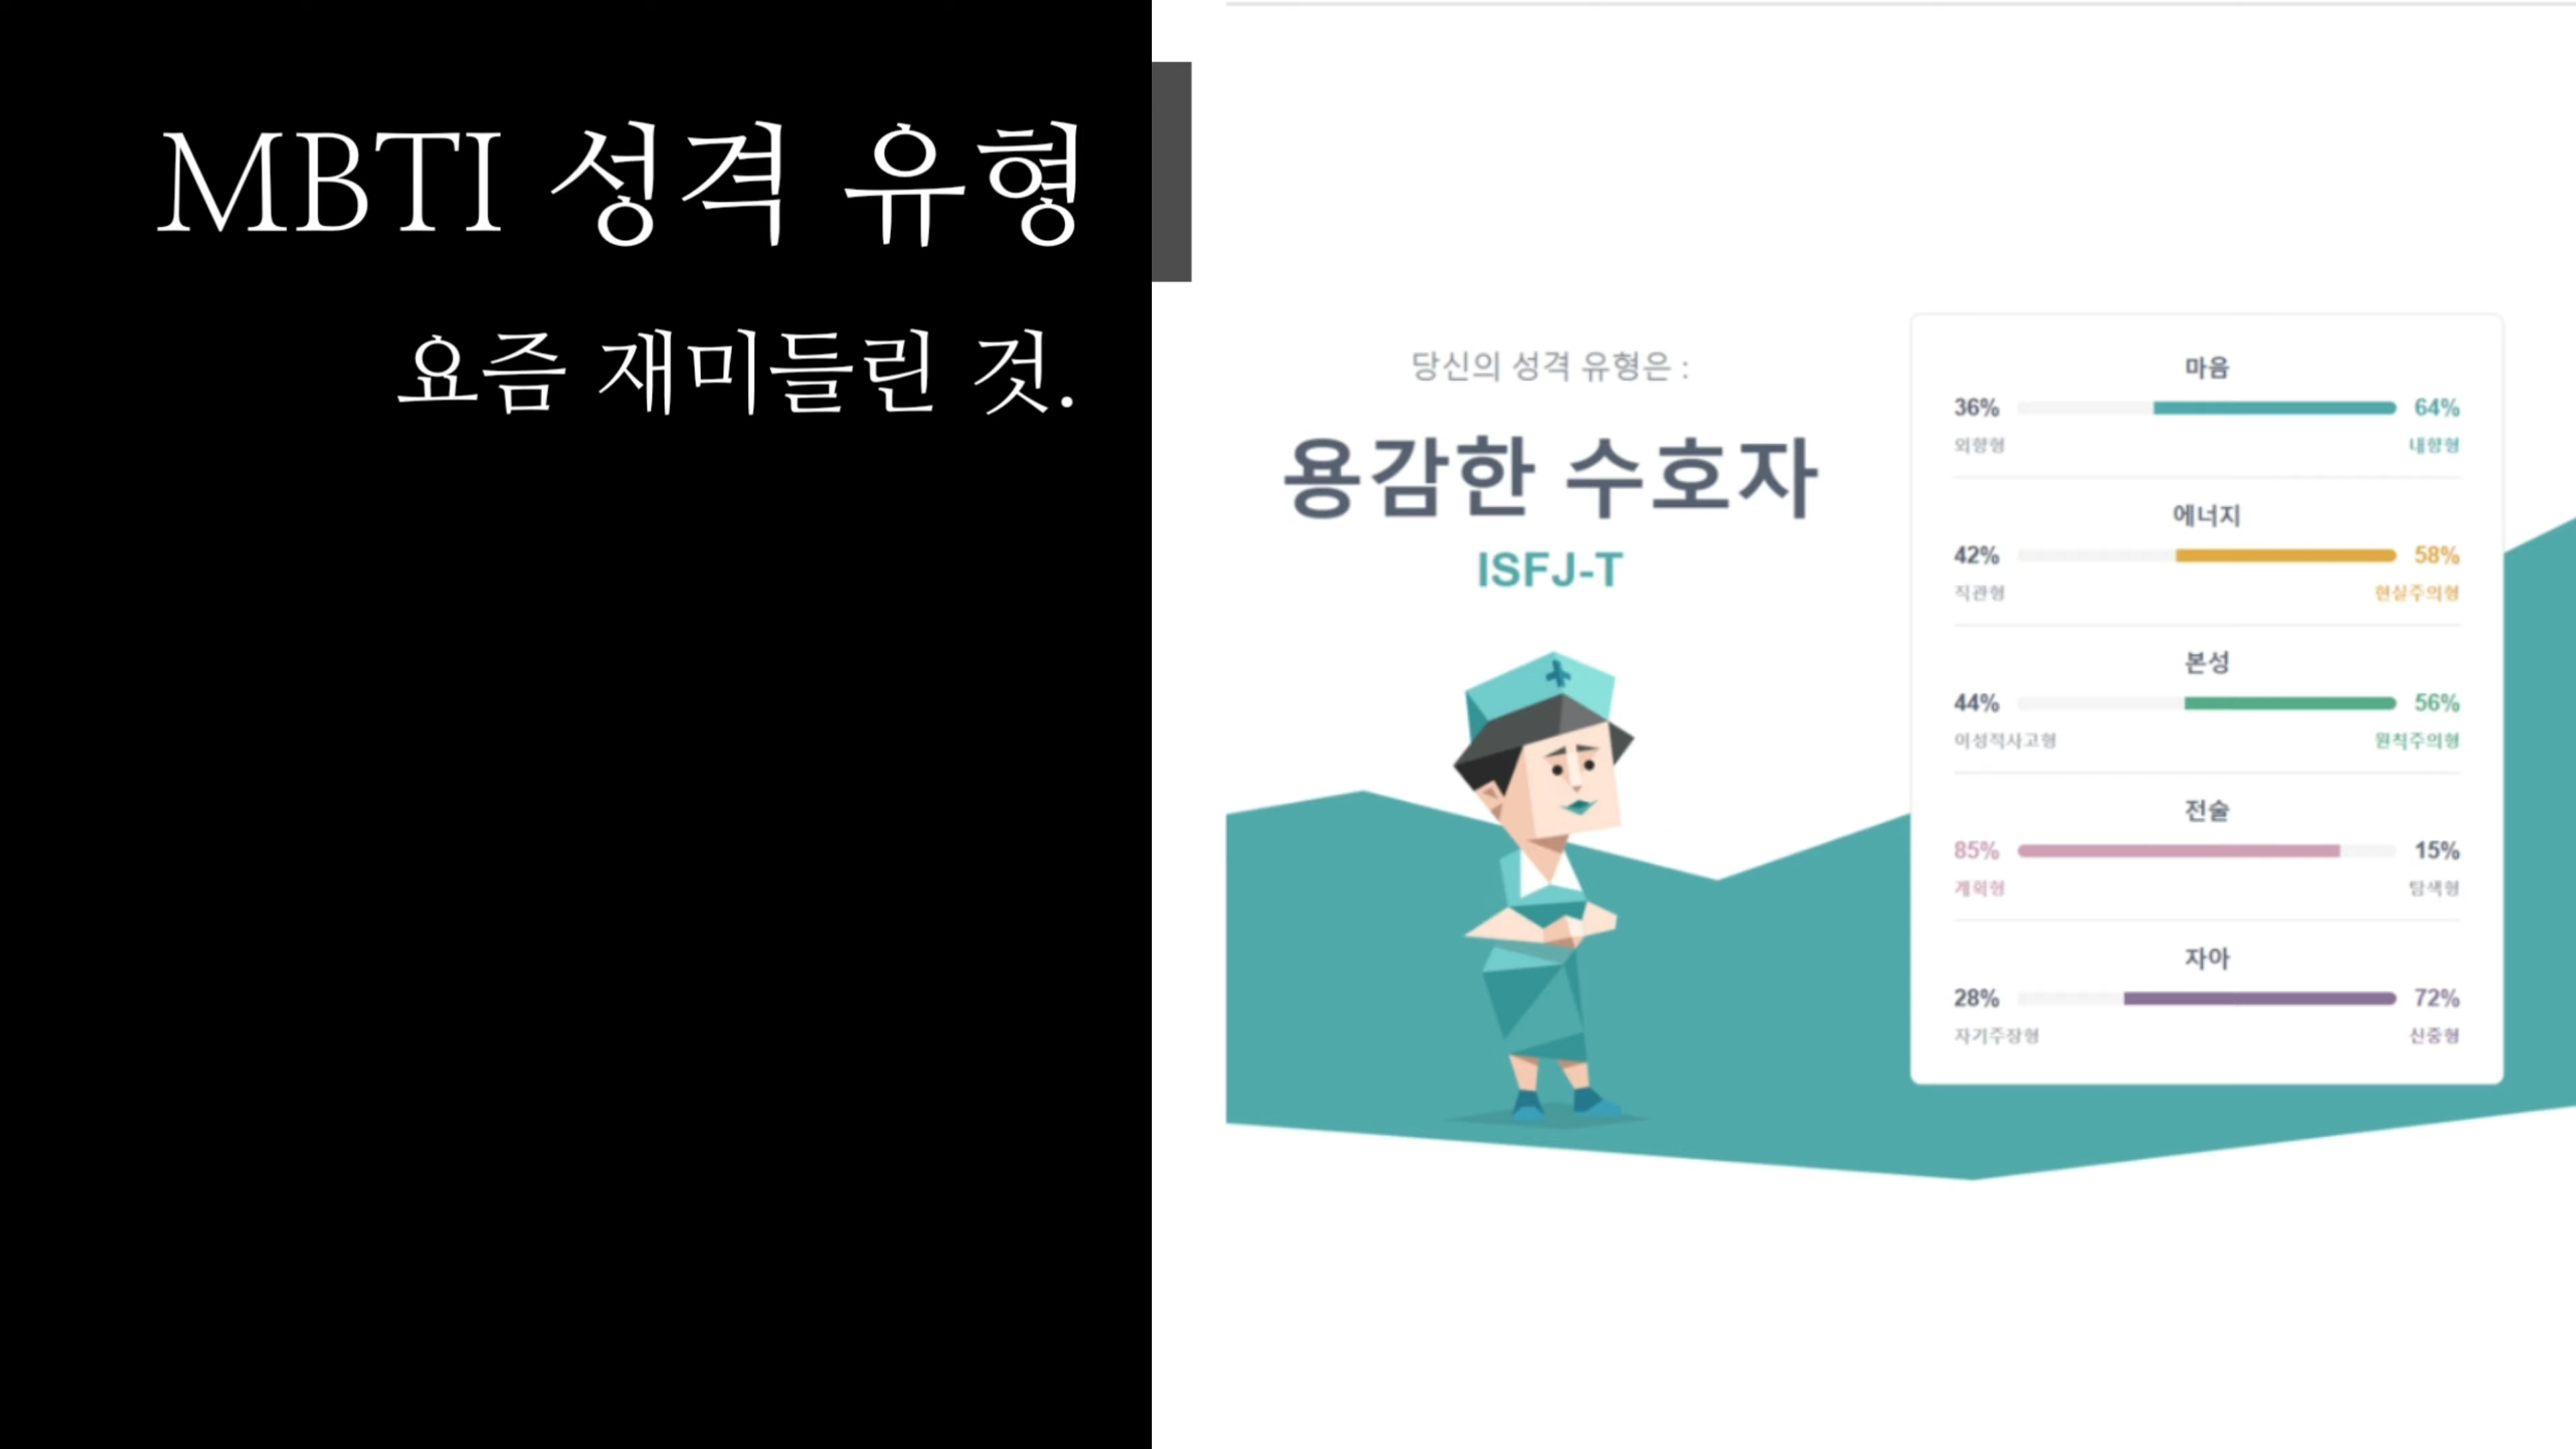 MBTI 성격 유형
요즘 재미들린 것.
당신의 성격 유형은 :
용감한 수호자
ISFJ-T
마음
36% 64%
외향형 내향형
에너지
42% 58%
직관형 현실주의형
본성
44% 56%
이성적사고형 원칙주의형
전술
85% 15%
계획형 탐색형
자아
28% 72%
자기주장형 신중형